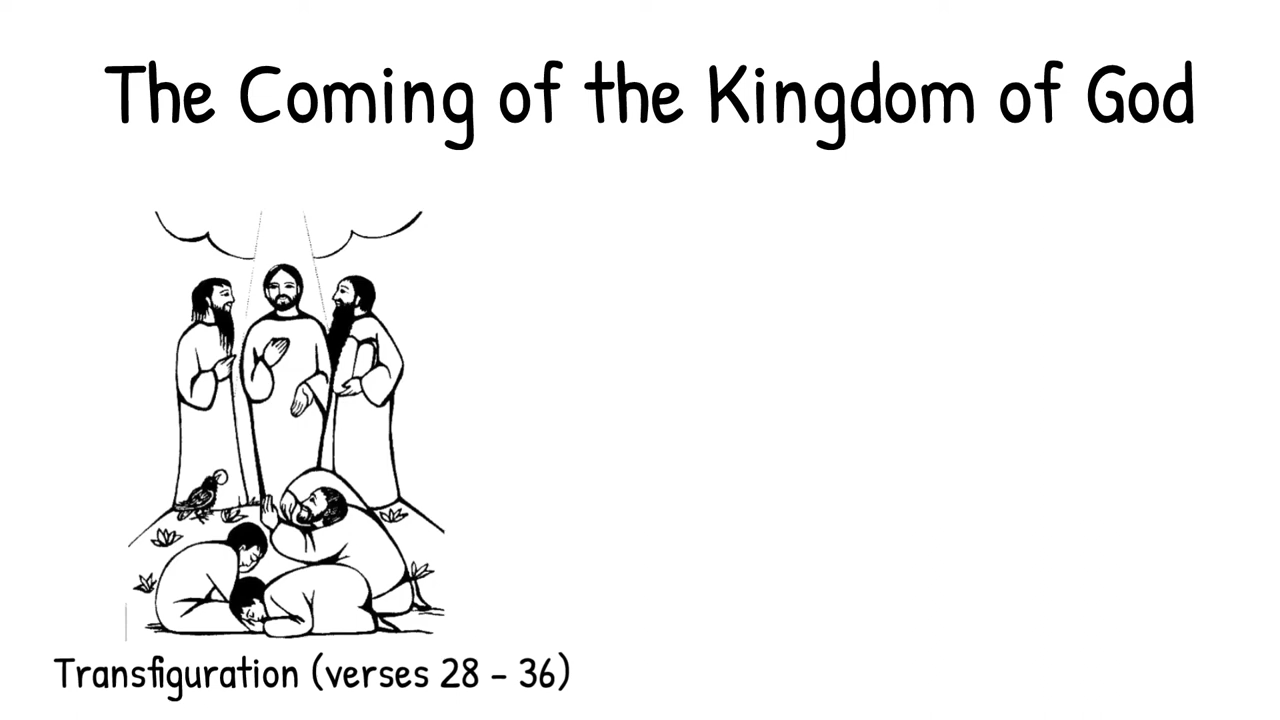 The Coming of the Kingdom of God
Transfiguration (verses 28 - 36)